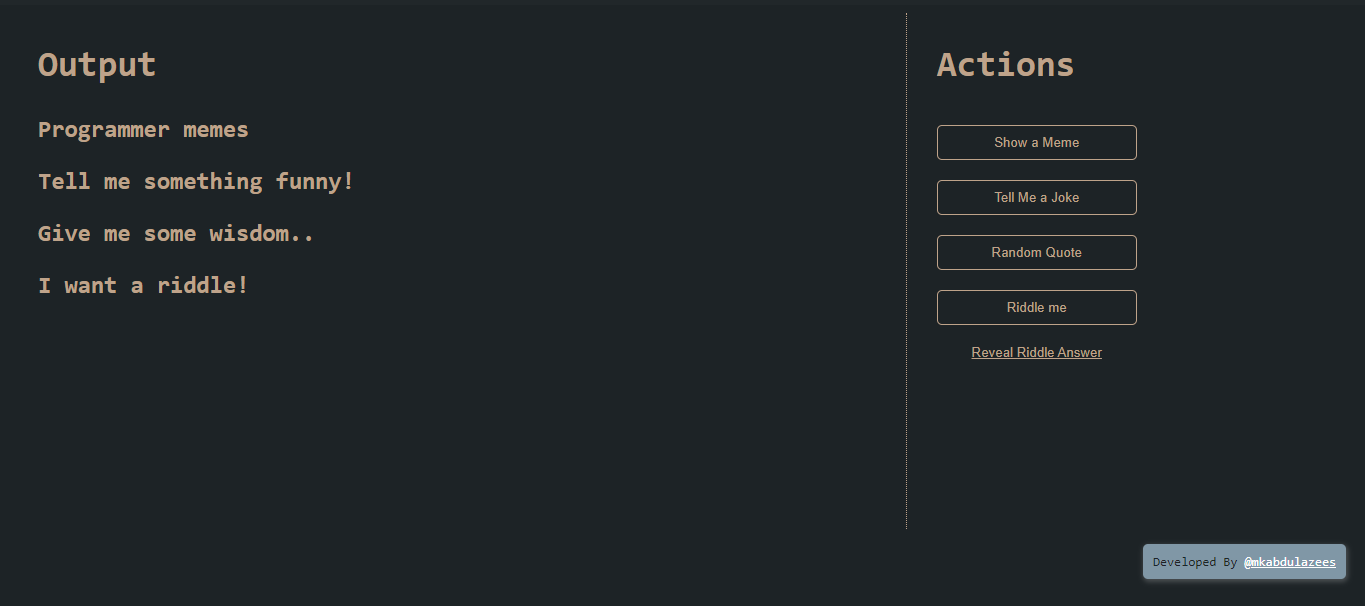 Output
Programmer memes
Tell me something funny!
Give me some wisdom..
I want a riddle!
Actions
Show a Meme
Tell Me a Joke
Random Quote
Riddle me
Reveal Riddle Answer
Developed By @mkabdulazees